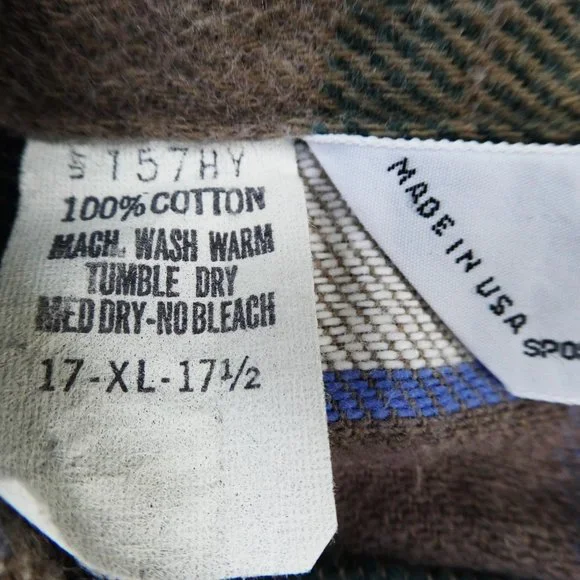 157HY
100% COTTON
MACH. WASH WARM
TUMBLE DRY
MED DRY-NO BLEACH
17-XL-17½
MADE IN USA